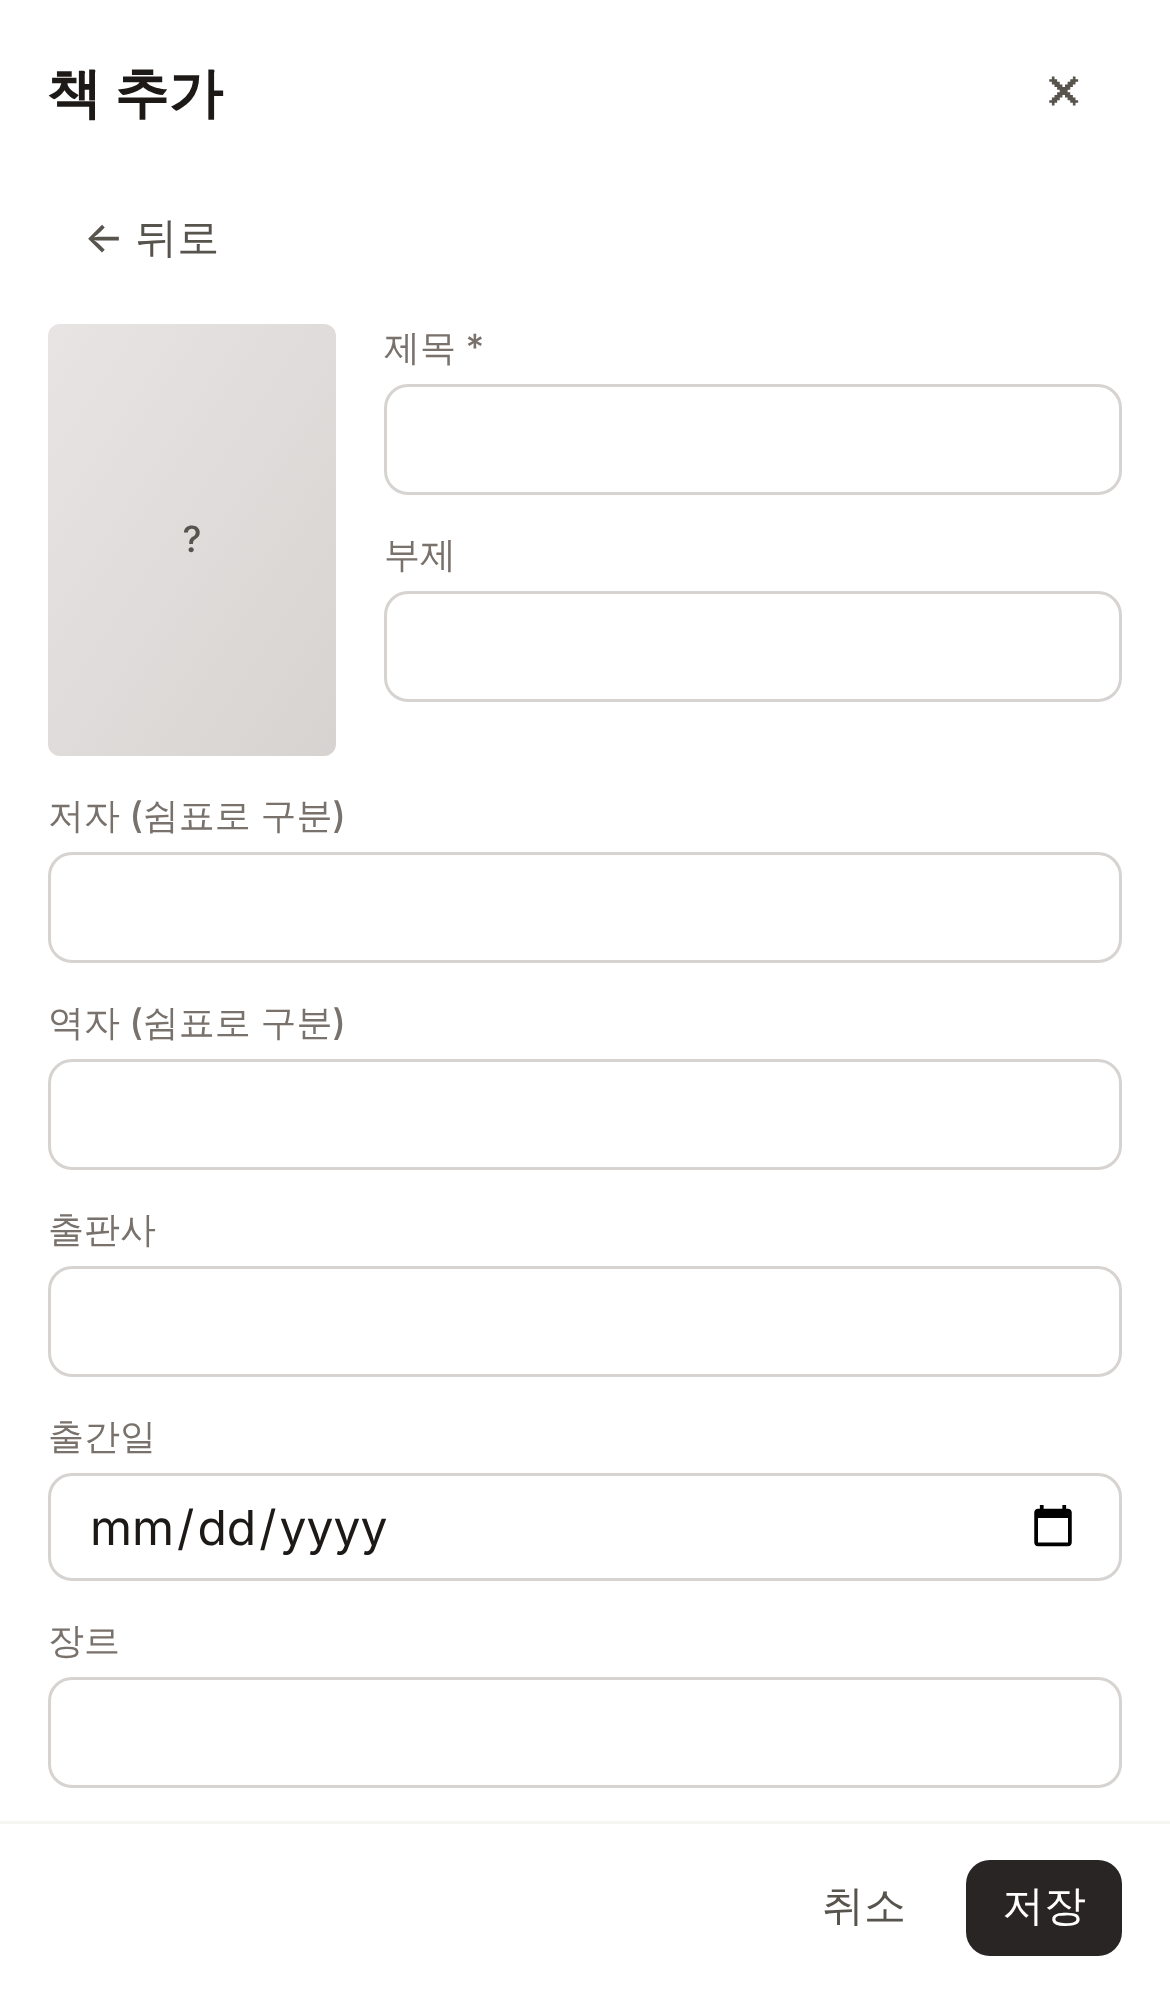 책 추가
×
← 뒤로
?
제목 *
부제
저자 (쉼표로 구분)
역자 (쉼표로 구분)
출판사
출간일
mm/dd/yyyy
장르
취소
저장